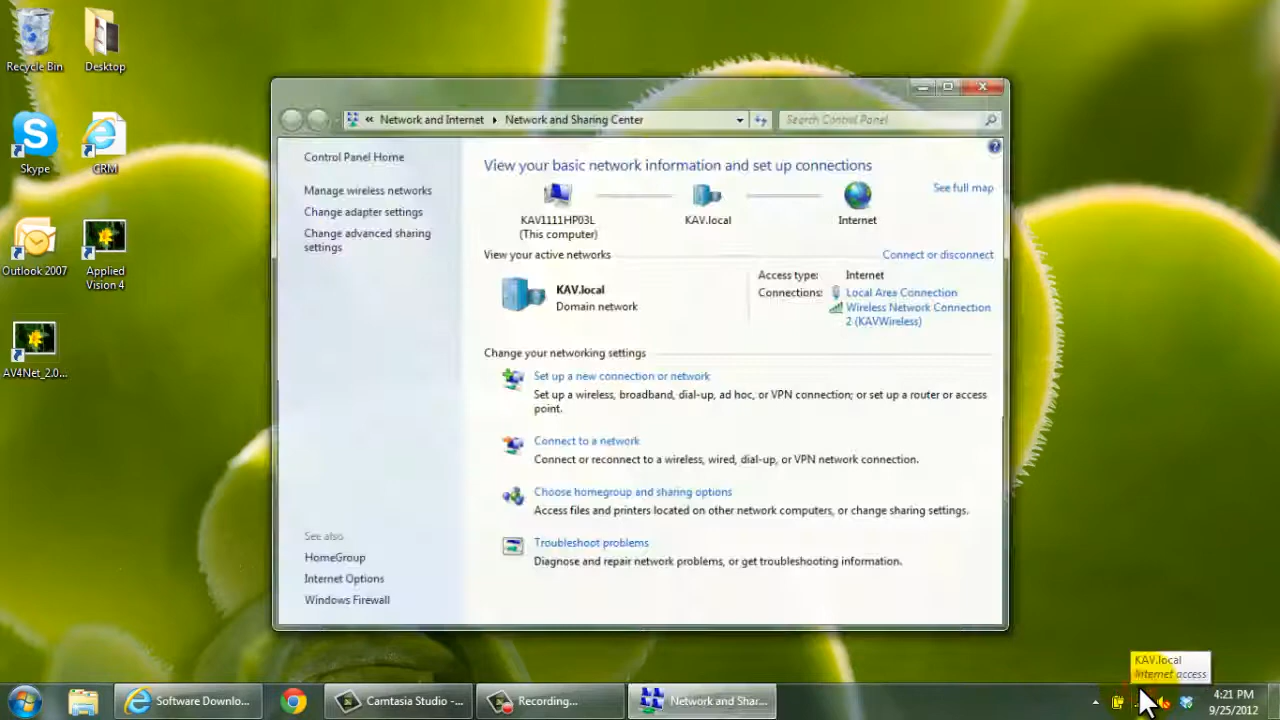 Recycle Bin
Desktop
Skype
CRM
Outlook 2007
Applied
Vision 4
AV4Net_2.0...
« Network and Internet ▸ Network and Sharing Center
Search Control Panel
Control Panel Home
Manage wireless networks
Change adapter settings
Change advanced sharing
settings
See also
HomeGroup
Internet Options
Windows Firewall
View your basic network information and set up connections
See full map
KAV1111HP03L
(This computer)
KAV.local
Internet
View your active networks
Connect or disconnect
KAV.local
Domain network
Access type: Internet
Connections: Local Area Connection
Wireless Network Connection
2 (KAVWireless)
Change your networking settings
Set up a new connection or network
Set up a wireless, broadband, dial-up, ad hoc, or VPN connection; or set up a router or access
point.
Connect to a network
Connect or reconnect to a wireless, wired, dial-up, or VPN network connection.
Choose homegroup and sharing options
Access files and printers located on other network computers, or change sharing settings.
Troubleshoot problems
Diagnose and repair network problems, or get troubleshooting information.
KAV.local
Internet access
Software Downlo...
Camtasia Studio -...
Recording...
Network and Shar...
4:21 PM
9/25/2012